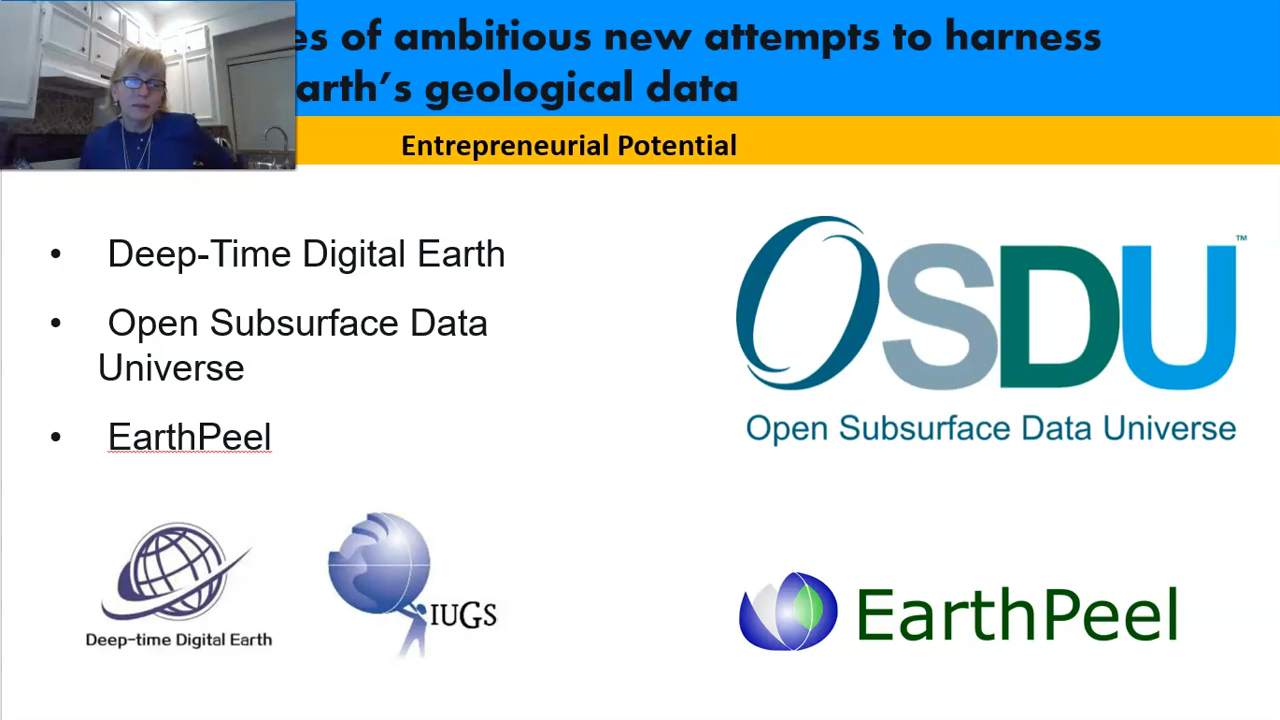 es of ambitious new attempts to harness
arth's geological data
Entrepreneurial Potential
• Deep-Time Digital Earth
• Open Subsurface Data
Universe
• EarthPeel
OSDU™
Open Subsurface Data Universe
Deep-time Digital Earth
IUGS
EarthPeel